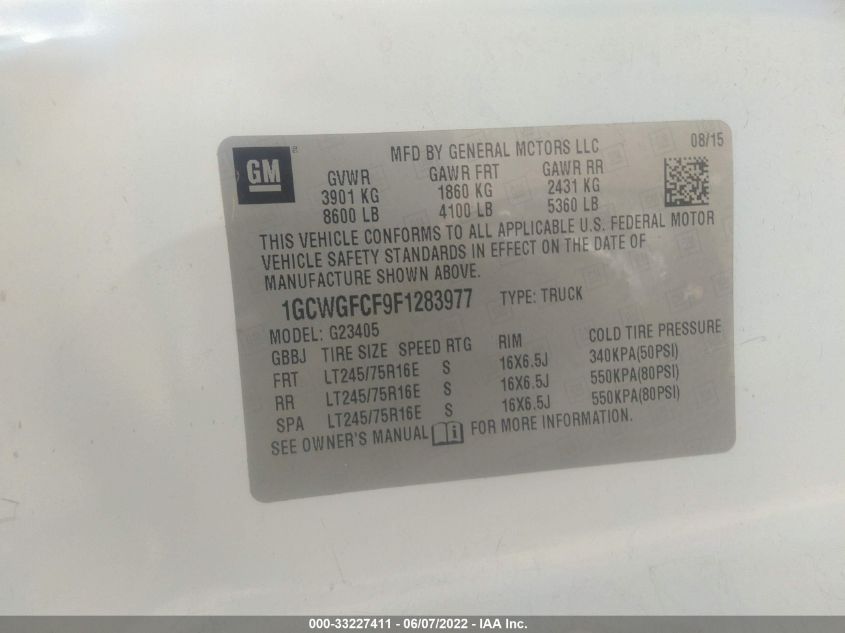 GM
MFD BY GENERAL MOTORS LLC
08/15
GVWR GAWR FRT GAWR RR
3901 KG 1860 KG 2431 KG
8600 LB 4100 LB 5360 LB
THIS VEHICLE CONFORMS TO ALL APPLICABLE U.S. FEDERAL MOTOR
VEHICLE SAFETY STANDARDS IN EFFECT ON THE DATE OF
MANUFACTURE SHOWN ABOVE.
1GCWGFCF9F1283977 TYPE: TRUCK
MODEL: G23405
GBBJ TIRE SIZE SPEED RTG RIM COLD TIRE PRESSURE
FRT LT245/75R16E S 16X6.5J 340KPA(50PSI)
RR LT245/75R16E S 16X6.5J 550KPA(80PSI)
SPA LT245/75R16E S 16X6.5J 550KPA(80PSI)
SEE OWNER'S MANUAL FOR MORE INFORMATION.
000-33227411 - 06/07/2022 - IAA Inc.